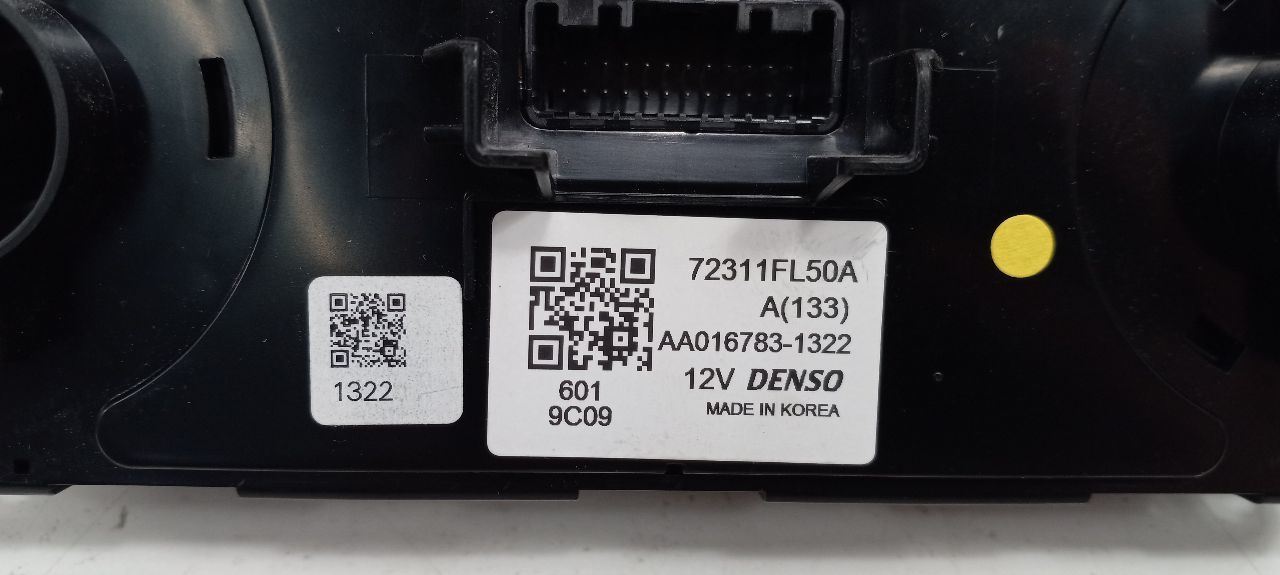 72311FL50A
A(133)
AA016783-1322
12V DENSO
MADE IN KOREA
601
9C09
1322